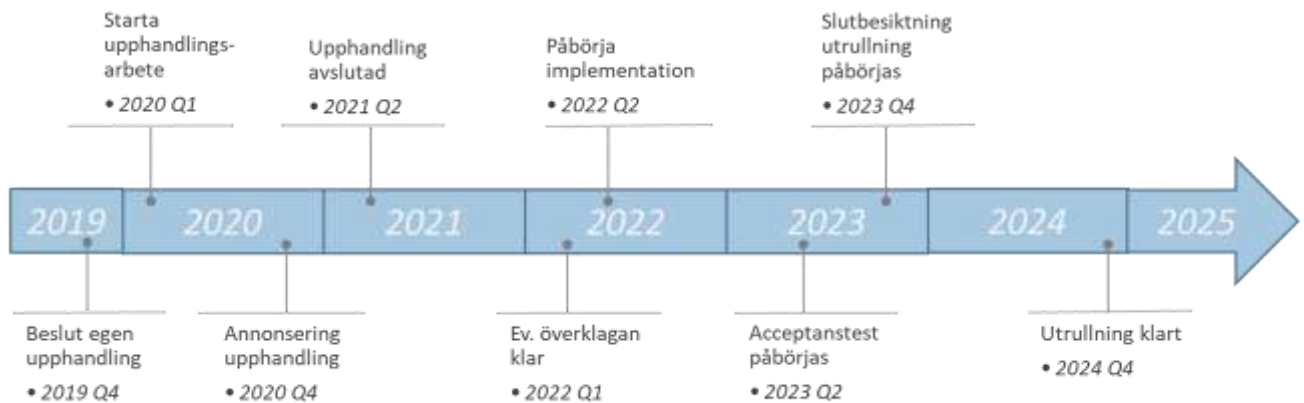 Starta
upphandlings-
arbete
• 2020 Q1
Upphandling
avslutad
• 2021 Q2
Påbörja
implementation
• 2022 Q2
Slutbesiktning
utrullning
påbörjas
• 2023 Q4
2019
2020
2021
2022
2023
2024
2025
Beslut egen
upphandling
• 2019 Q4
Annonsering
upphandling
• 2020 Q4
Ev. överklagan
klar
• 2022 Q1
Acceptanstest
påbörjas
• 2023 Q2
Utrullning klart
• 2024 Q4